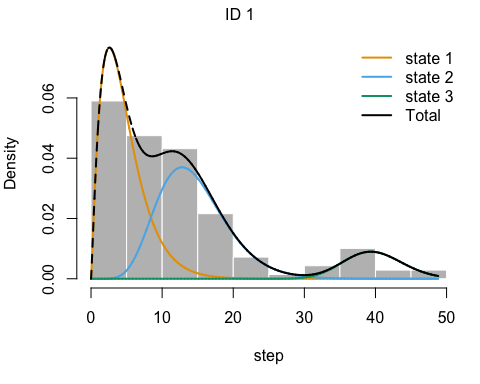 ID 1
state 1
state 2
state 3
Total
Density
0.00 0.02 0.04 0.06
0 10 20 30 40 50
step